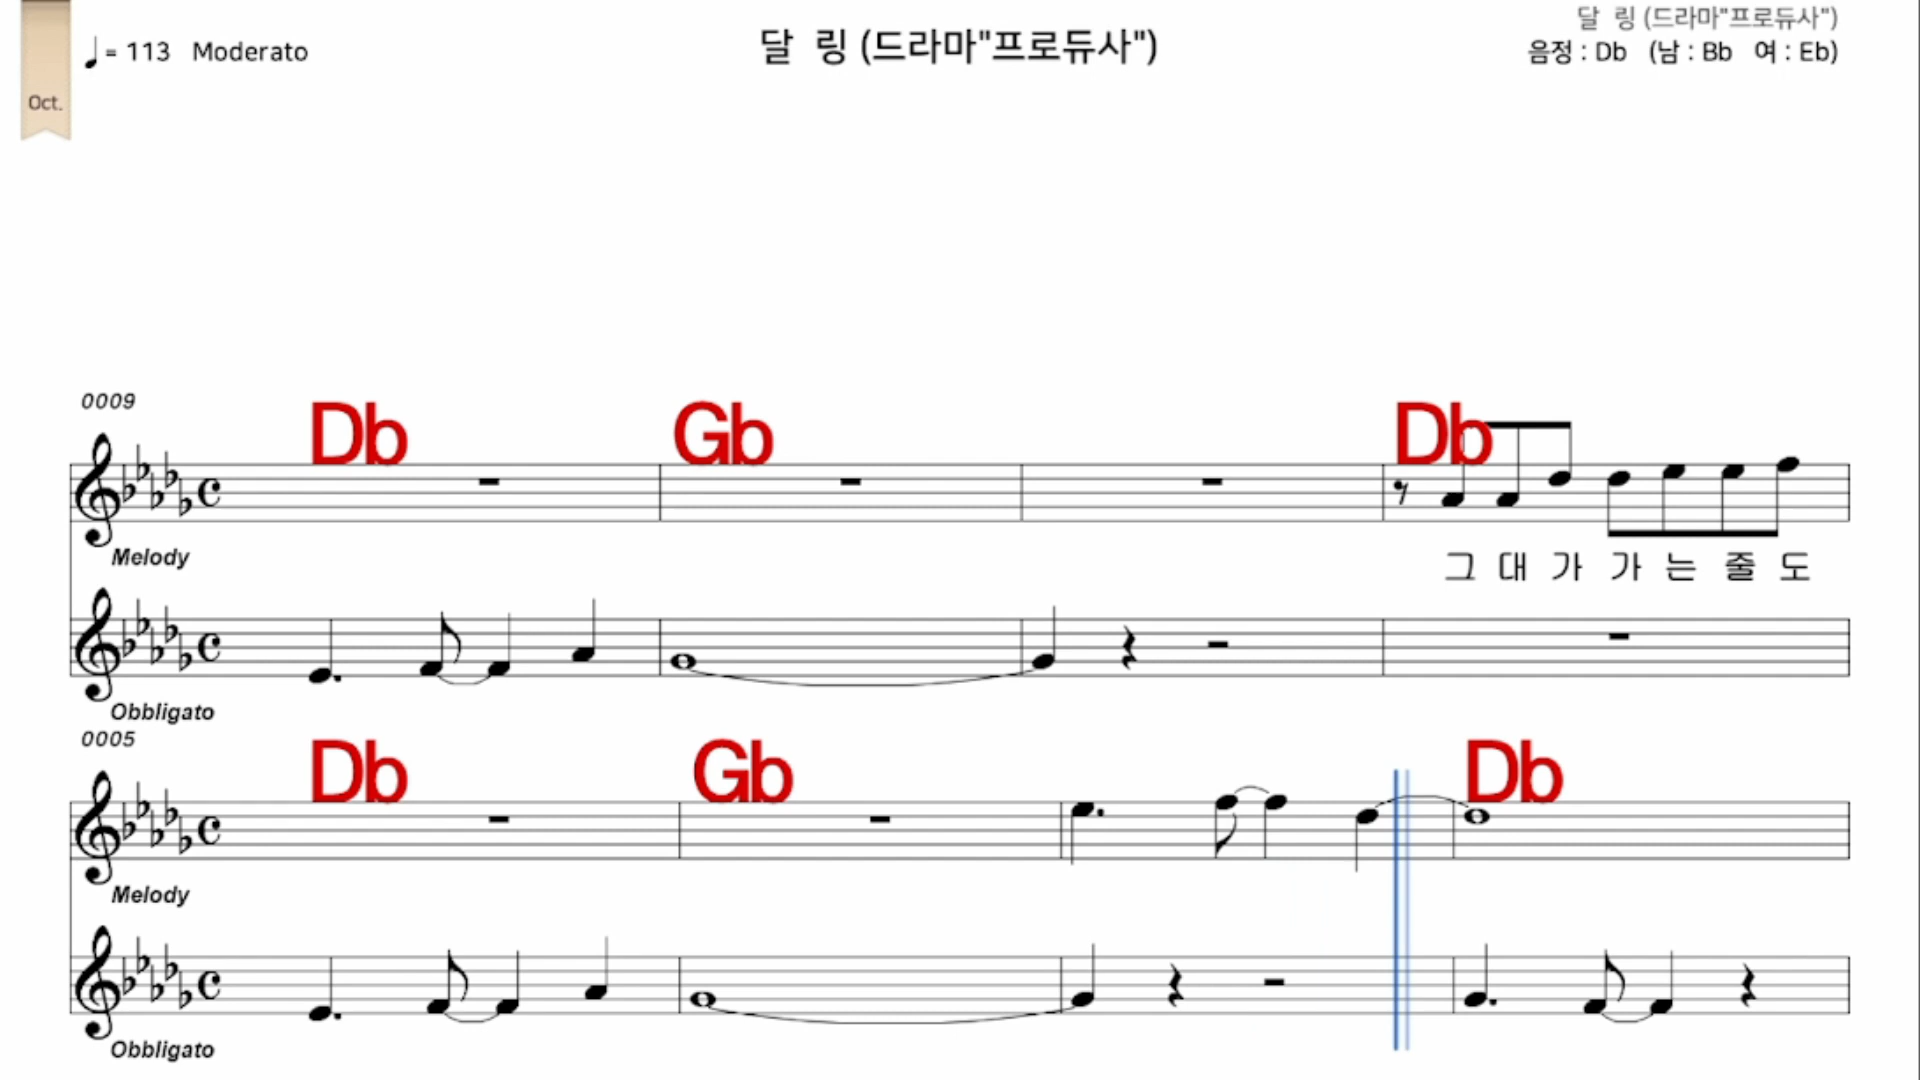 Oct.
♩= 113 Moderato
달 링 (드라마"프로듀사")
달 링 (드라마"프로듀사")
음정 : Db (남 : Bb 여 : Eb)
0009
Db Gb Db
Melody
그 대 가 가 는 줄 도
Obbligato
0005
Db Gb Db
Melody
Obbligato